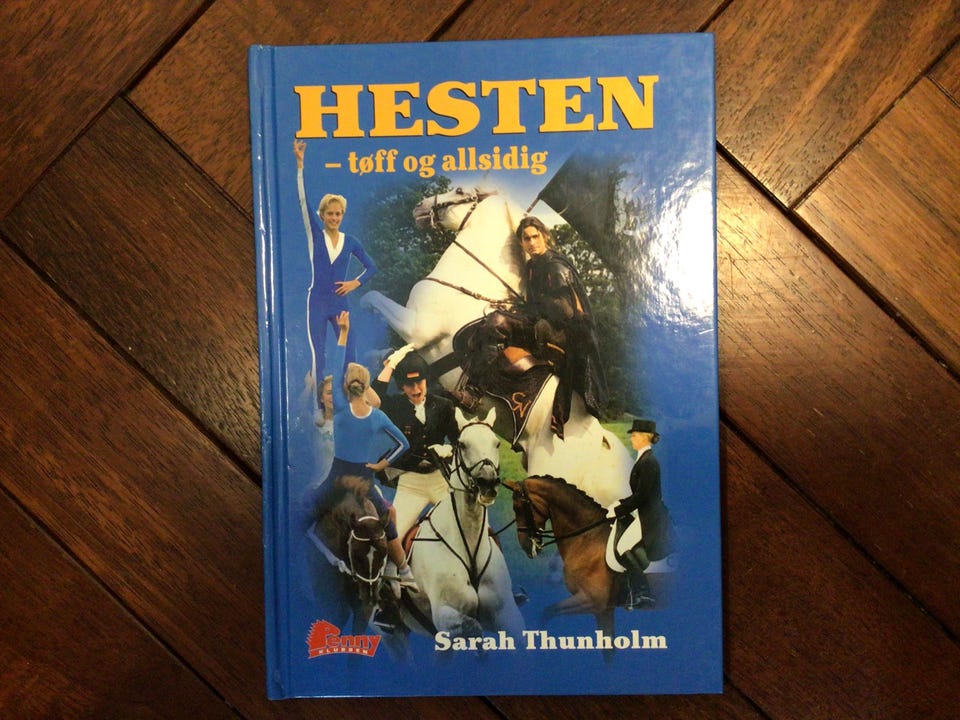 HESTEN
– tøff og allsidig
Penny
KLUBBEN
Sarah Thunholm